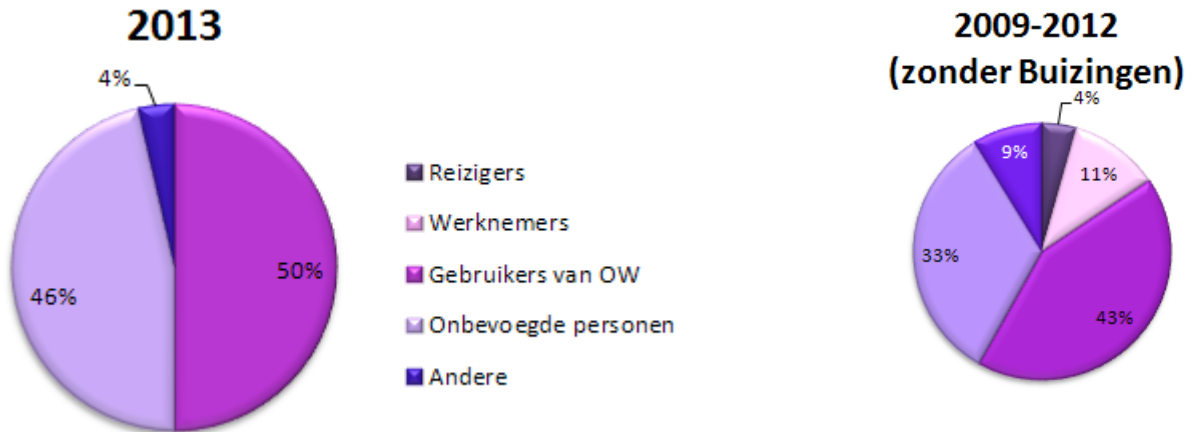 2013
4%
50%
46%
Reizigers
Werknemers
Gebruikers van OW
Onbevoegde personen
Andere
2009-2012
(zonder Buizingen)
4%
9%
11%
33%
43%